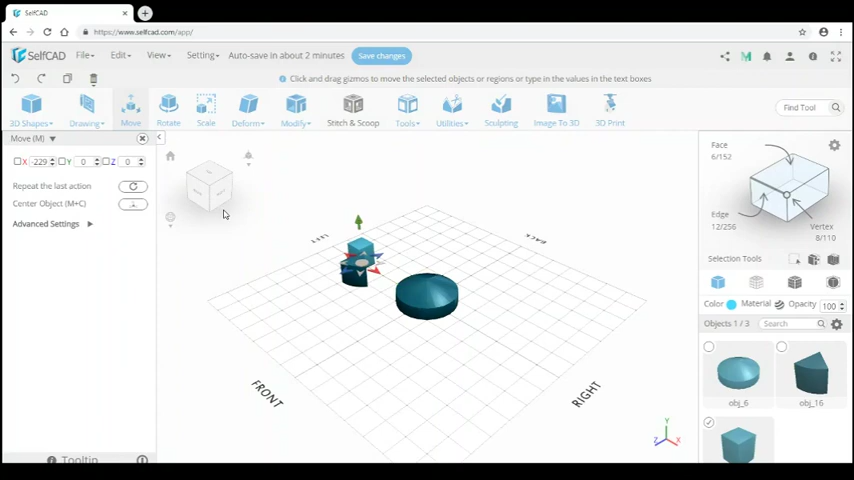 SelfCAD
https://www.selfcad.com/app/
SelfCAD File Edit View Setting Auto-save in about 2 minutes Save changes
Click and drag gizmos to move the selected objects or regions or type in the values in the text boxes
3D Shapes Drawing Move Rotate Scale Deform Modify Stitch & Scoop Tools Utilities Sculpting Image To 3D 3D Print Find Tool
Move (M)
X -229 Y 0 Z 0
Repeat the last action
Center Object (M+C)
Advanced Settings
Tooltip
LEFT
BACK
FRONT
RIGHT
Y
Z
X
Face
6/152
Edge
12/256
Vertex
8/110
Selection Tools
Color Material Opacity 100
Objects 1 / 3 Search
obj_6 obj_16